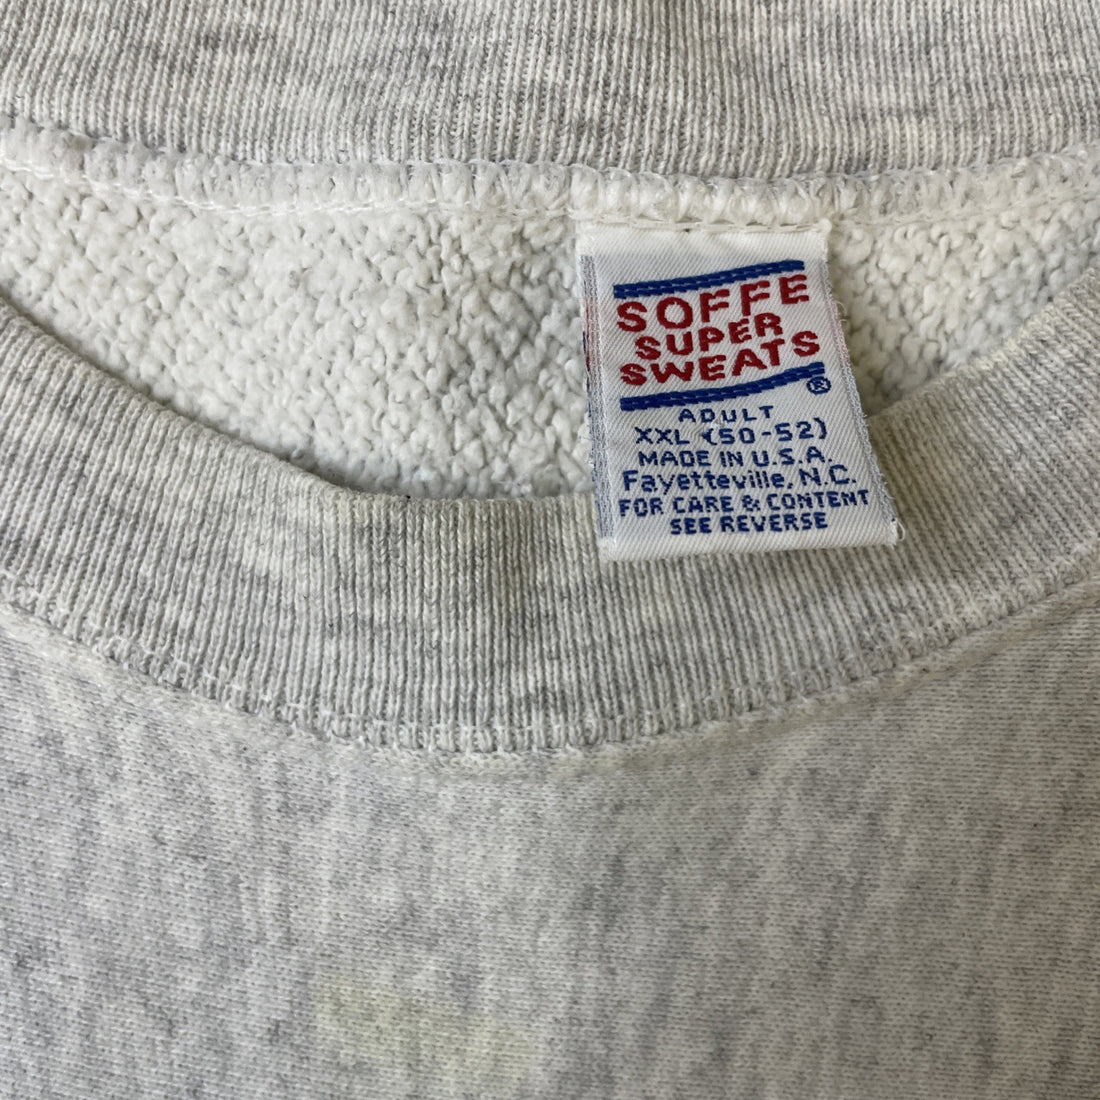 SOFFE
SUPER
SWEATS
®
ADULT
XXL (50-52)
MADE IN U.S.A.
Fayetteville, N.C.
FOR CARE & CONTENT
SEE REVERSE